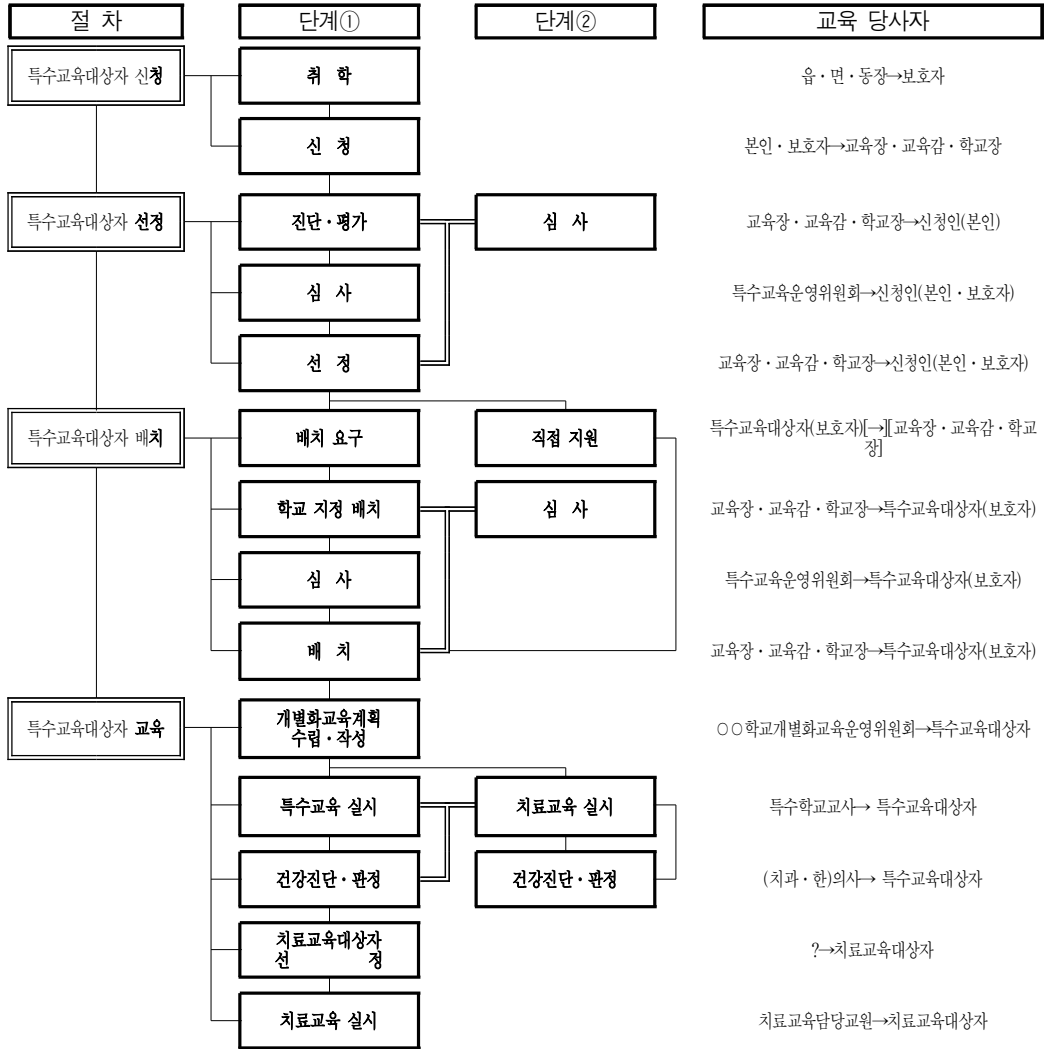 절 차 단계① 단계② 교육 당사자
특수교육대상자 신청 취 학 읍・면・동장→보호자
신 청 본인・보호자→교육장・교육감・학교장
특수교육대상자 선정 진단・평가 심 사 교육장・교육감・학교장→신청인(본인)
심 사 특수교육운영위원회→신청인(본인・보호자)
선 정 교육장・교육감・학교장→신청인(본인・보호자)
특수교육대상자 배치 배치 요구 직접 지원 특수교육대상자(보호자)[→][교육장・교육감・학교
장]
학교 지정 배치 심 사 교육장・교육감・학교장→특수교육대상자(보호자)
심 사 특수교육운영위원회→특수교육대상자(보호자)
배 치 교육장・교육감・학교장→특수교육대상자(보호자)
특수교육대상자 교육 개별화교육계획
수립・작성 ○○학교개별화교육운영위원회→특수교육대상자
특수교육 실시 치료교육 실시 특수학교교사→ 특수교육대상자
건강진단・판정 건강진단・판정 (치과・한)의사→ 특수교육대상자
치료교육대상자
선 정 ?→치료교육대상자
치료교육 실시 치료교육담당교원→치료교육대상자